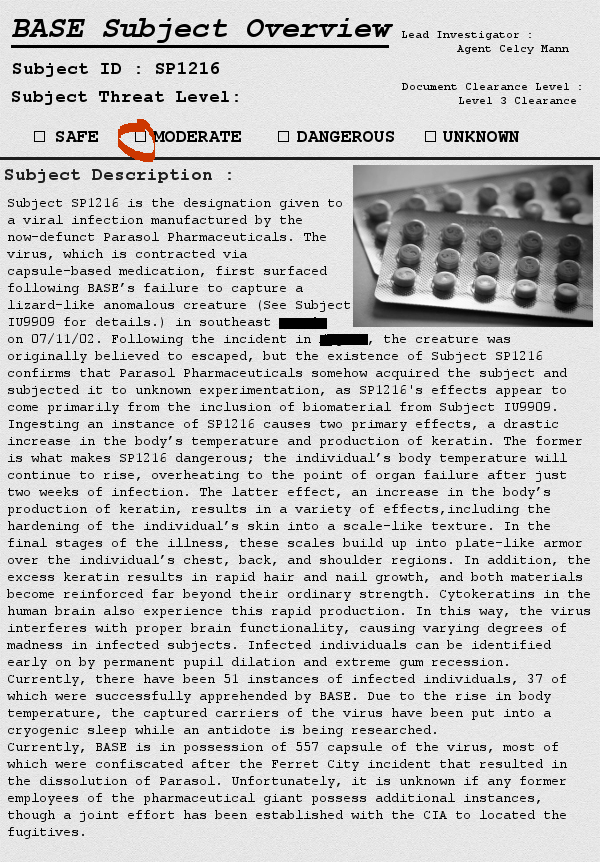 BASE Subject Overview
Lead Investigator :
Agent Celcy Mann
Subject ID : SP1216
Document Clearance Level :
Level 3 Clearance
Subject Threat Level:
SAFE MODERATE DANGEROUS UNKNOWN
Subject Description :
Subject SP1216 is the designation given to
a viral infection manufactured by the
now-defunct Parasol Pharmaceuticals. The
virus, which is contracted via
capsule-based medication, first surfaced
following BASE's failure to capture a
lizard-like anomalous creature (See Subject
IU9909 for details.) in southeast
on 07/11/02. Following the incident in , the creature was
originally believed to escaped, but the existence of Subject SP1216
confirms that Parasol Pharmaceuticals somehow acquired the subject and
subjected it to unknown experimentation, as SP1216's effects appear to
come primarily from the inclusion of biomaterial from Subject IU9909.
Ingesting an instance of SP1216 causes two primary effects, a drastic
increase in the body's temperature and production of keratin. The former
is what makes SP1216 dangerous; the individual's body temperature will
continue to rise, overheating to the point of organ failure after just
two weeks of infection. The latter effect, an increase in the body's
production of keratin, results in a variety of effects,including the
hardening of the individual's skin into a scale-like texture. In the
final stages of the illness, these scales build up into plate-like armor
over the individual's chest, back, and shoulder regions. In addition, the
excess keratin results in rapid hair and nail growth, and both materials
become reinforced far beyond their ordinary strength. Cytokeratins in the
human brain also experience this rapid production. In this way, the virus
interferes with proper brain functionality, causing varying degrees of
madness in infected subjects. Infected individuals can be identified
early on by permanent pupil dilation and extreme gum recession.
Currently, there have been 51 instances of infected individuals, 37 of
which were successfully apprehended by BASE. Due to the rise in body
temperature, the captured carriers of the virus have been put into a
cryogenic sleep while an antidote is being researched.
Currently, BASE is in possession of 557 capsule of the virus, most of
which were confiscated after the Ferret City incident that resulted in
the dissolution of Parasol. Unfortunately, it is unknown if any former
employees of the pharmaceutical giant possess additional instances,
though a joint effort has been established with the CIA to located the
fugitives.